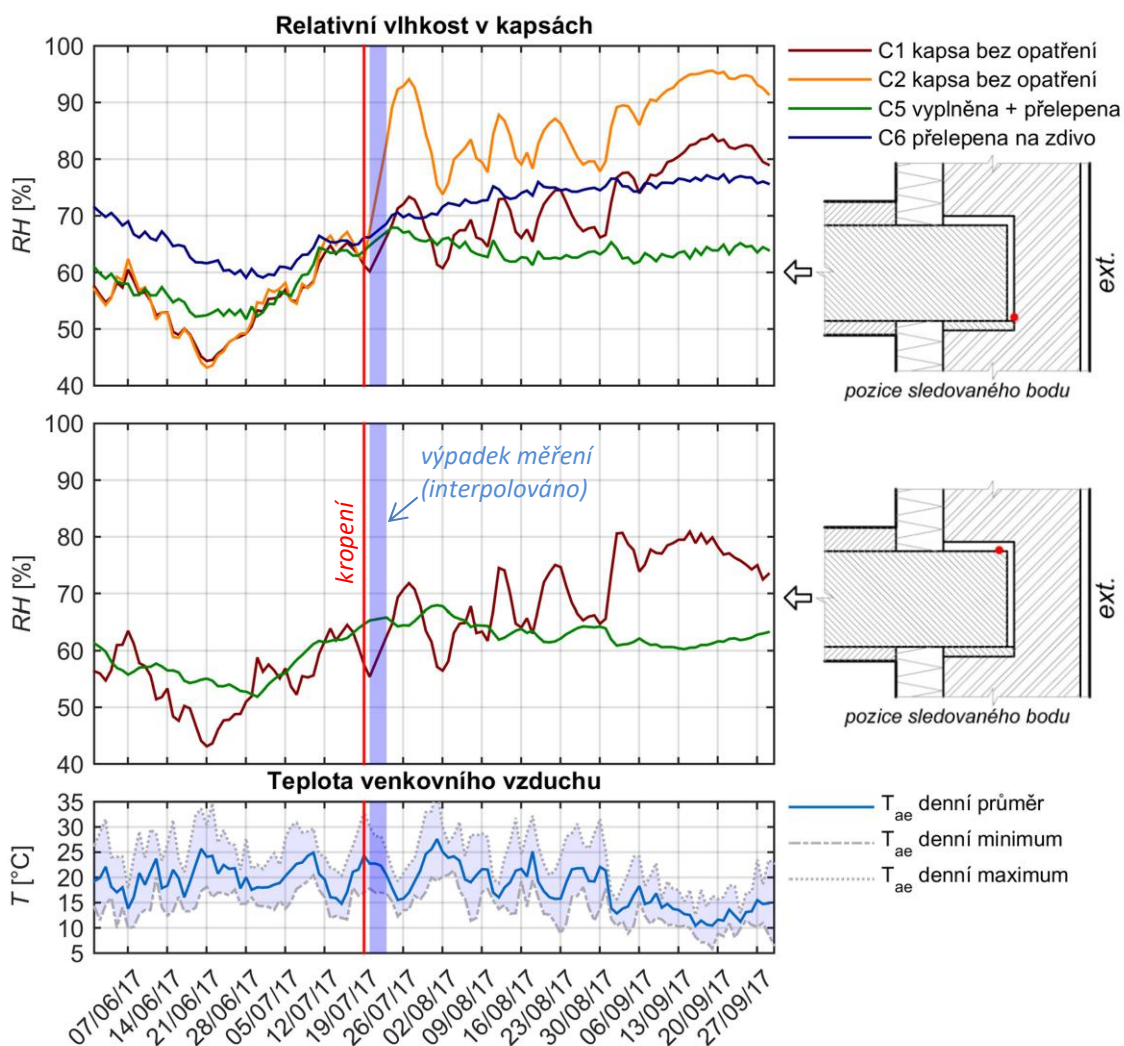 Relativní vlhkost v kapsách
100
90
80
70
60
50
40
RH [%]
C1 kapsa bez opatření
C2 kapsa bez opatření
C5 vyplněna + přelepena
C6 přelepena na zdivo
ext.
pozice sledovaného bodu
100
90
80
70
60
50
40
RH [%]
kropení
výpadek měření
(interpolováno)
ext.
pozice sledovaného bodu
Teplota venkovního vzduchu
35
30
25
20
15
10
5
T [°C]
T_ae denní průměr
T_ae denní minimum
T_ae denní maximum
07/06/17
14/06/17
21/06/17
28/06/17
05/07/17
12/07/17
19/07/17
26/07/17
02/08/17
09/08/17
16/08/17
23/08/17
30/08/17
06/09/17
13/09/17
20/09/17
27/09/17